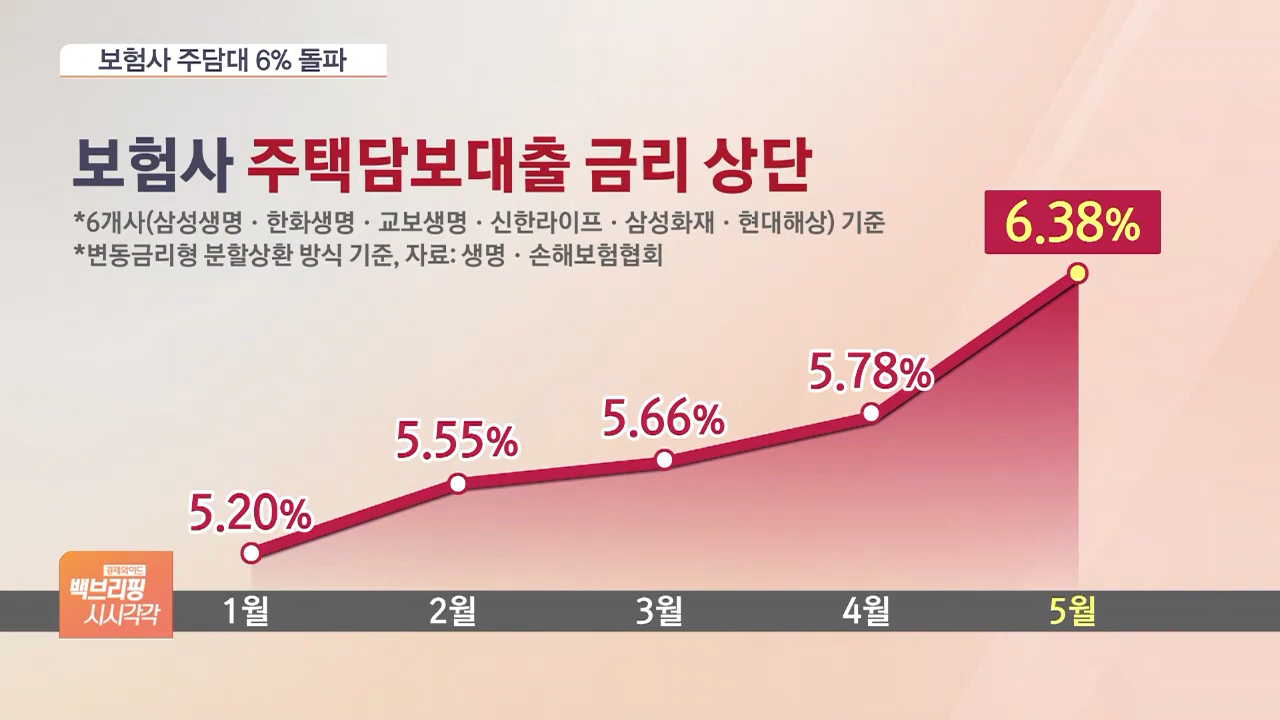 보험사 주담대 6% 돌파
보험사 주택담보대출 금리 상단
*6개사(삼성생명 · 한화생명 · 교보생명 · 신한라이프 · 삼성화재 · 현대해상) 기준
*변동금리형 분할상환 방식 기준, 자료: 생명 · 손해보험협회
6.38%
5.78%
5.66%
5.55%
5.20%
경제와이드
백브리핑
시시각각
1월 2월 3월 4월 5월